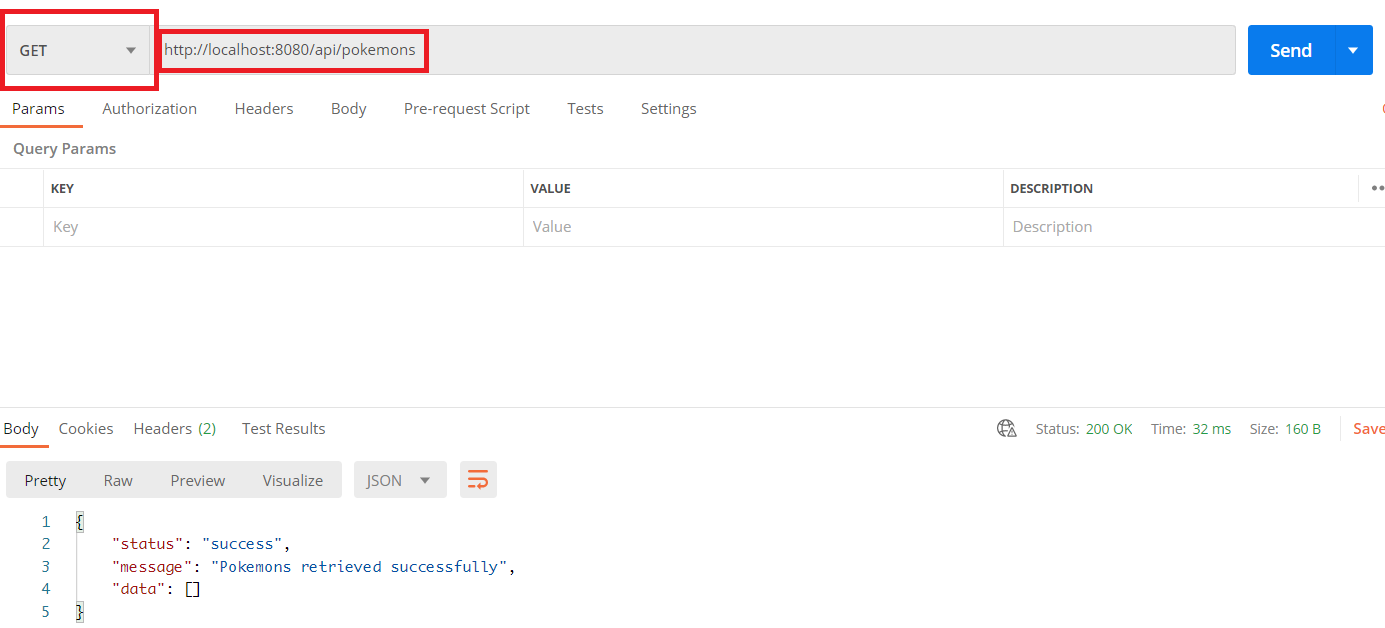 GET http://localhost:8080/api/pokemons Send
Params Authorization Headers Body Pre-request Script Tests Settings
Query Params
KEY VALUE DESCRIPTION
Key Value Description
Body Cookies Headers (2) Test Results Status: 200 OK Time: 32 ms Size: 160 B Save
Pretty Raw Preview Visualize JSON
1 {
2 "status": "success",
3 "message": "Pokemons retrieved successfully",
4 "data": []
5 }